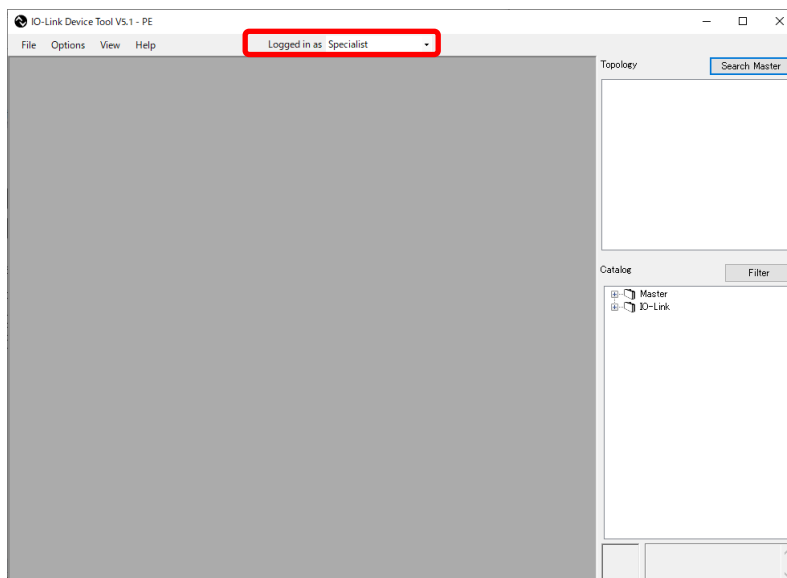 IO-Link Device Tool V5.1 - PE
File Options View Help Logged in as Specialist
Topology Search Master
Catalog Filter
Master
IO-Link